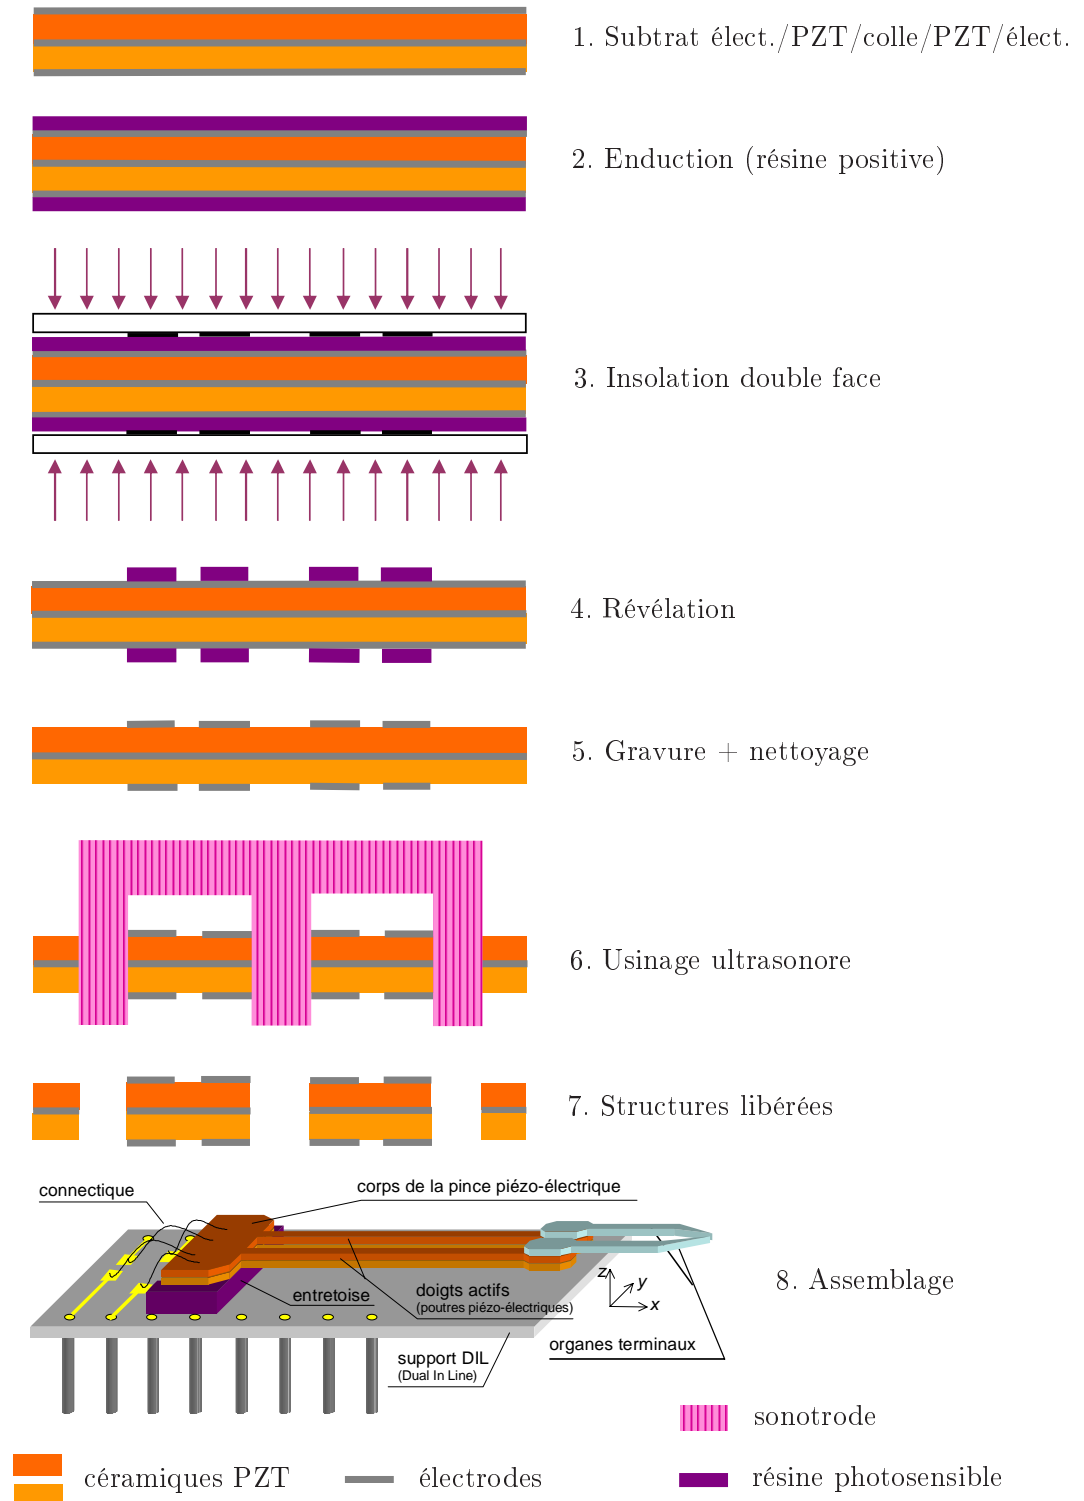 1. Subtrat élect./PZT/colle/PZT/élect.
2. Enduction (résine positive)
3. Insolation double face
4. Révélation
5. Gravure + nettoyage
6. Usinage ultrasonore
7. Structures libérées
connectique
corps de la pince piézo-électrique
z
y
x
entretoise
doigts actifs
(poutres piézo-électriques)
8. Assemblage
organes terminaux
support DIL
(Dual In Line)
sonotrode
céramiques PZT
électrodes
résine photosensible